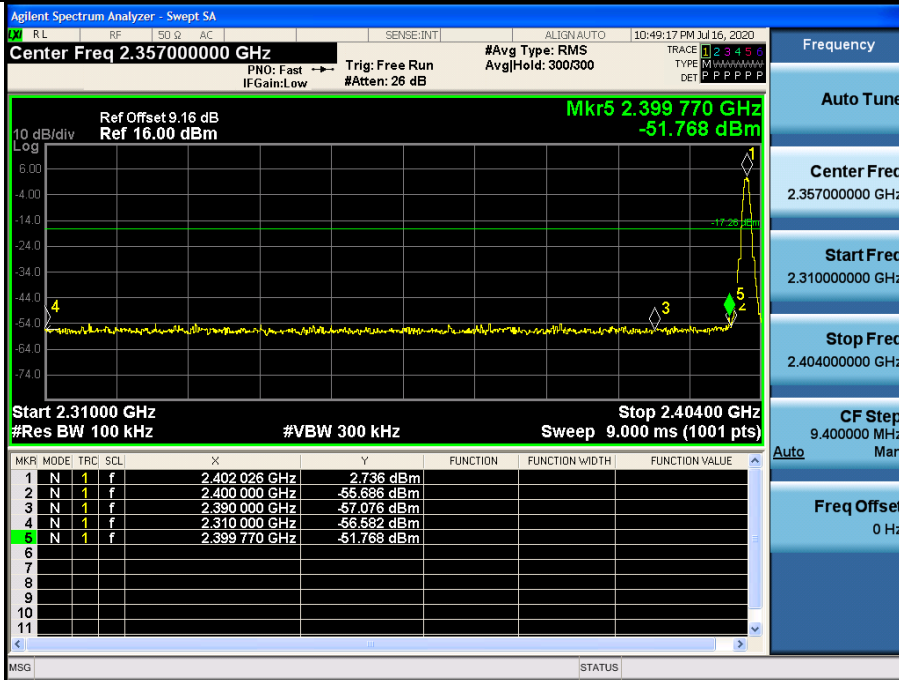 Agilent Spectrum Analyzer - Swept SA
LXI RL RF 50 Ω AC SENSE:INT ALIGN AUTO 10:49:17 PM Jul 16, 2020
Center Freq 2.357000000 GHz
PNO: Fast
IFGain:Low
Trig: Free Run
#Atten: 26 dB
#Avg Type: RMS
Avg|Hold: 300/300
TRACE 1 2 3 4 5 6
TYPE M
DET P P P P P P
Ref Offset 9.16 dB
10 dB/div Ref 16.00 dBm
Log
Mkr5 2.399 770 GHz
-51.768 dBm
6.00
-4.00
-14.0
-24.0
-34.0
-44.0
-54.0
-64.0
-74.0
-17.26 dBm
1
4
3
5
2
Start 2.31000 GHz Stop 2.40400 GHz
#Res BW 100 kHz #VBW 300 kHz Sweep 9.000 ms (1001 pts)
MKR MODE TRC SCL X Y FUNCTION FUNCTION WIDTH FUNCTION VALUE
1 N 1 f 2.402 026 GHz 2.736 dBm
2 N 1 f 2.400 000 GHz -55.686 dBm
3 N 1 f 2.390 000 GHz -57.076 dBm
4 N 1 f 2.310 000 GHz -56.582 dBm
5 N 1 f 2.399 770 GHz -51.768 dBm
6
7
8
9
10
11
MSG STATUS
Frequency
Auto Tune
Center Freq
2.357000000 GHz
Start Freq
2.310000000 GHz
Stop Freq
2.404000000 GHz
CF Step
9.400000 MHz
Auto Man
Freq Offset
0 Hz